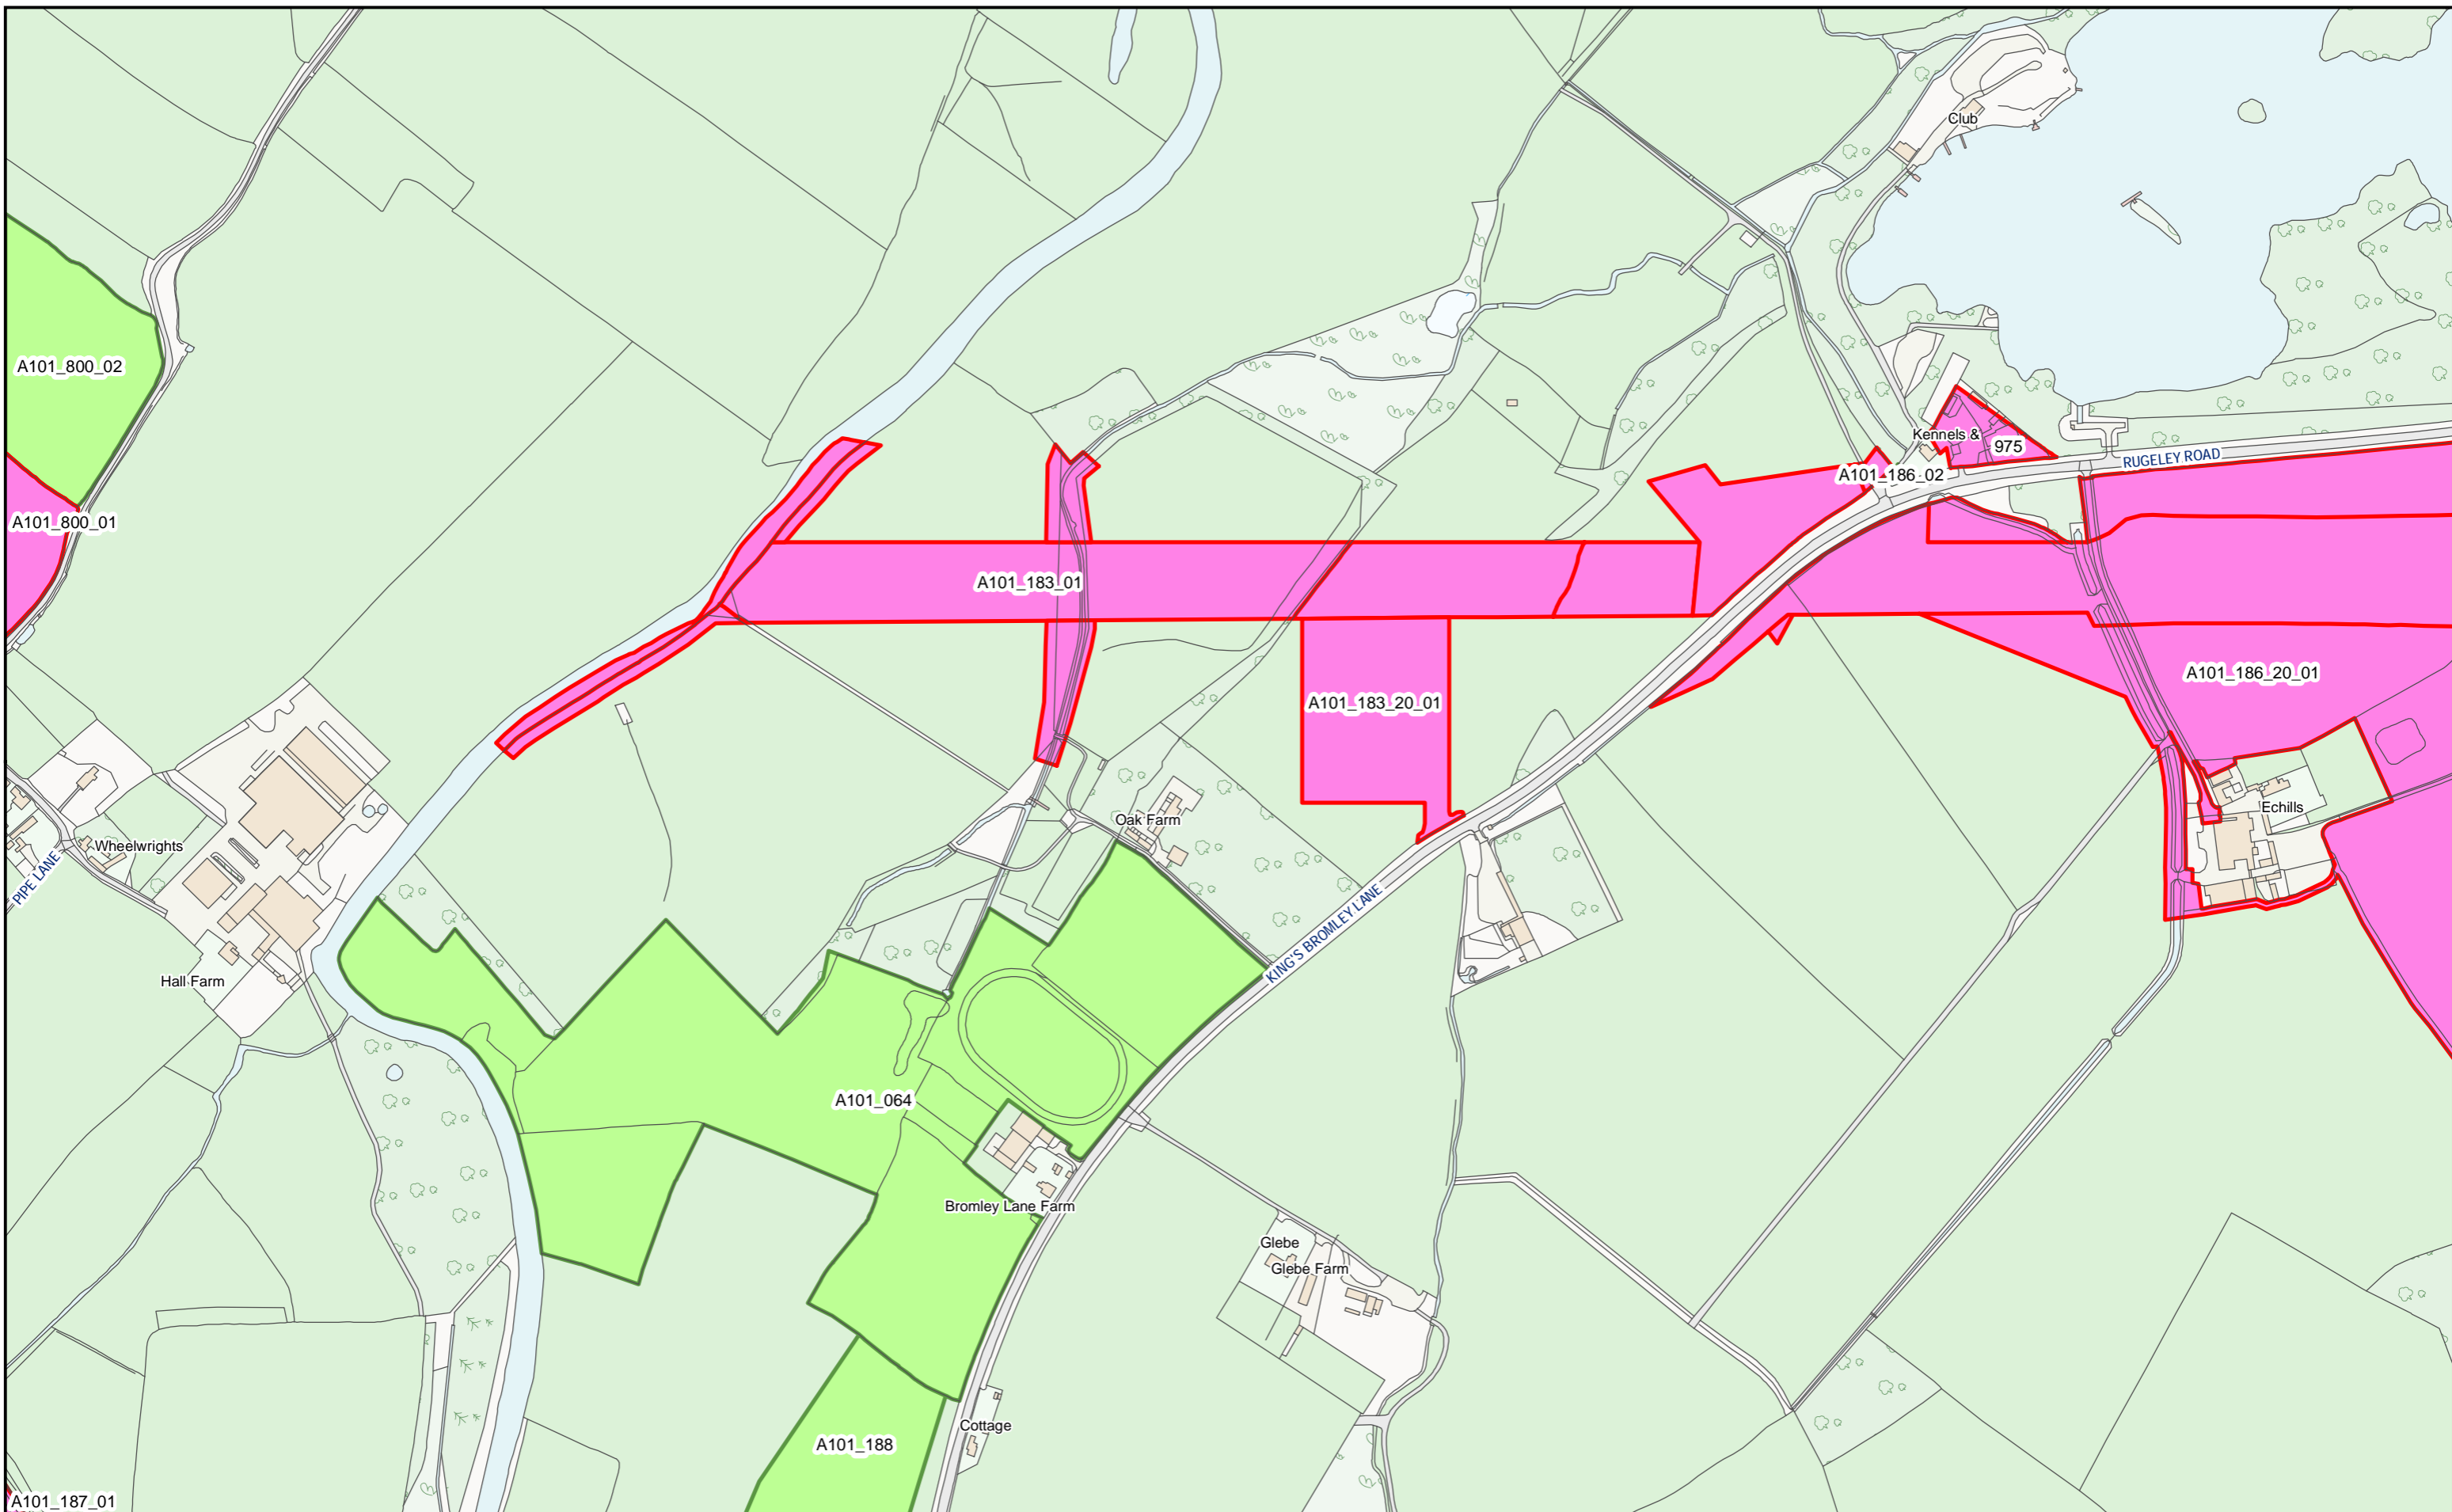 Club
A101_800_02
Kennels &
975
RUGELEY ROAD
A101_186_02
A101_800_01
A101_183_01
A101_186_20_01
A101_183_20_01
Echills
Oak Farm
Wheelwrights
PIPE LANE
KING'S BROMLEY LANE
Hall Farm
A101_064
Bromley Lane Farm
Glebe
Glebe Farm
Cottage
A101_188
A101_187_01